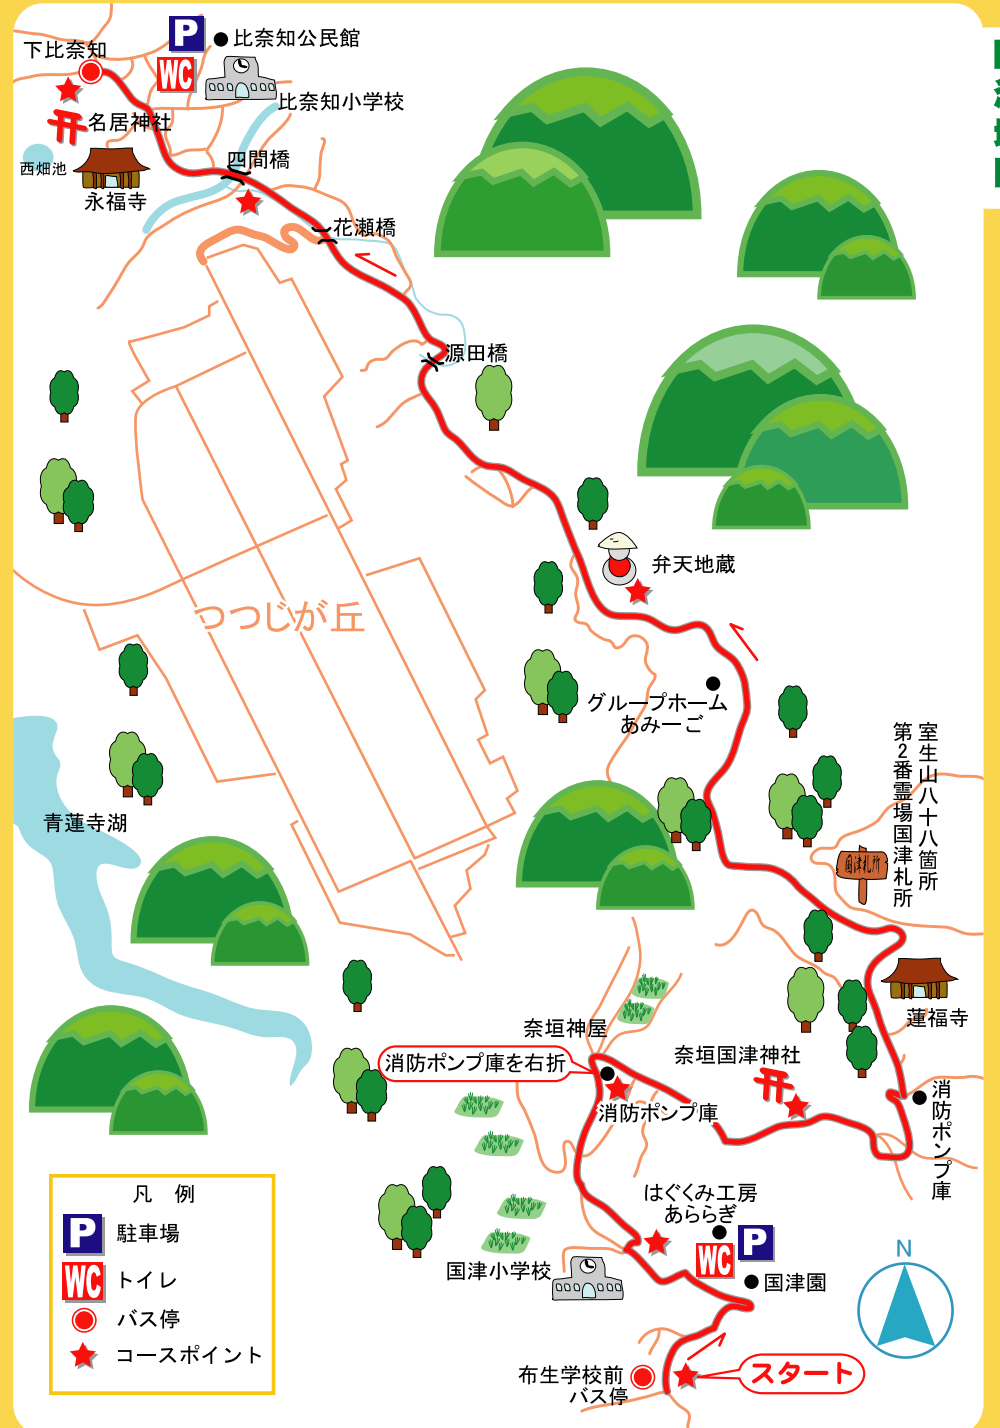 下比奈知
P
比奈知公民館
WC
比奈知小学校
名居神社
西畑池
四間橋
永福寺
花瀬橋
源田橋
弁天地蔵
つつじが丘
グループホーム
あみーご
室生山八十八箇所
第2番霊場国津札所
国津札所
青蓮寺湖
蓮福寺
奈垣神屋
消防ポンプ庫を右折
奈垣国津神社
消防ポンプ庫
消防ポンプ庫
はぐくみ工房
あららぎ
WC
P
国津小学校
国津園
N
布生学校前
バス停
スタート
凡 例
P 駐車場
WC トイレ
バス停
コースポイント